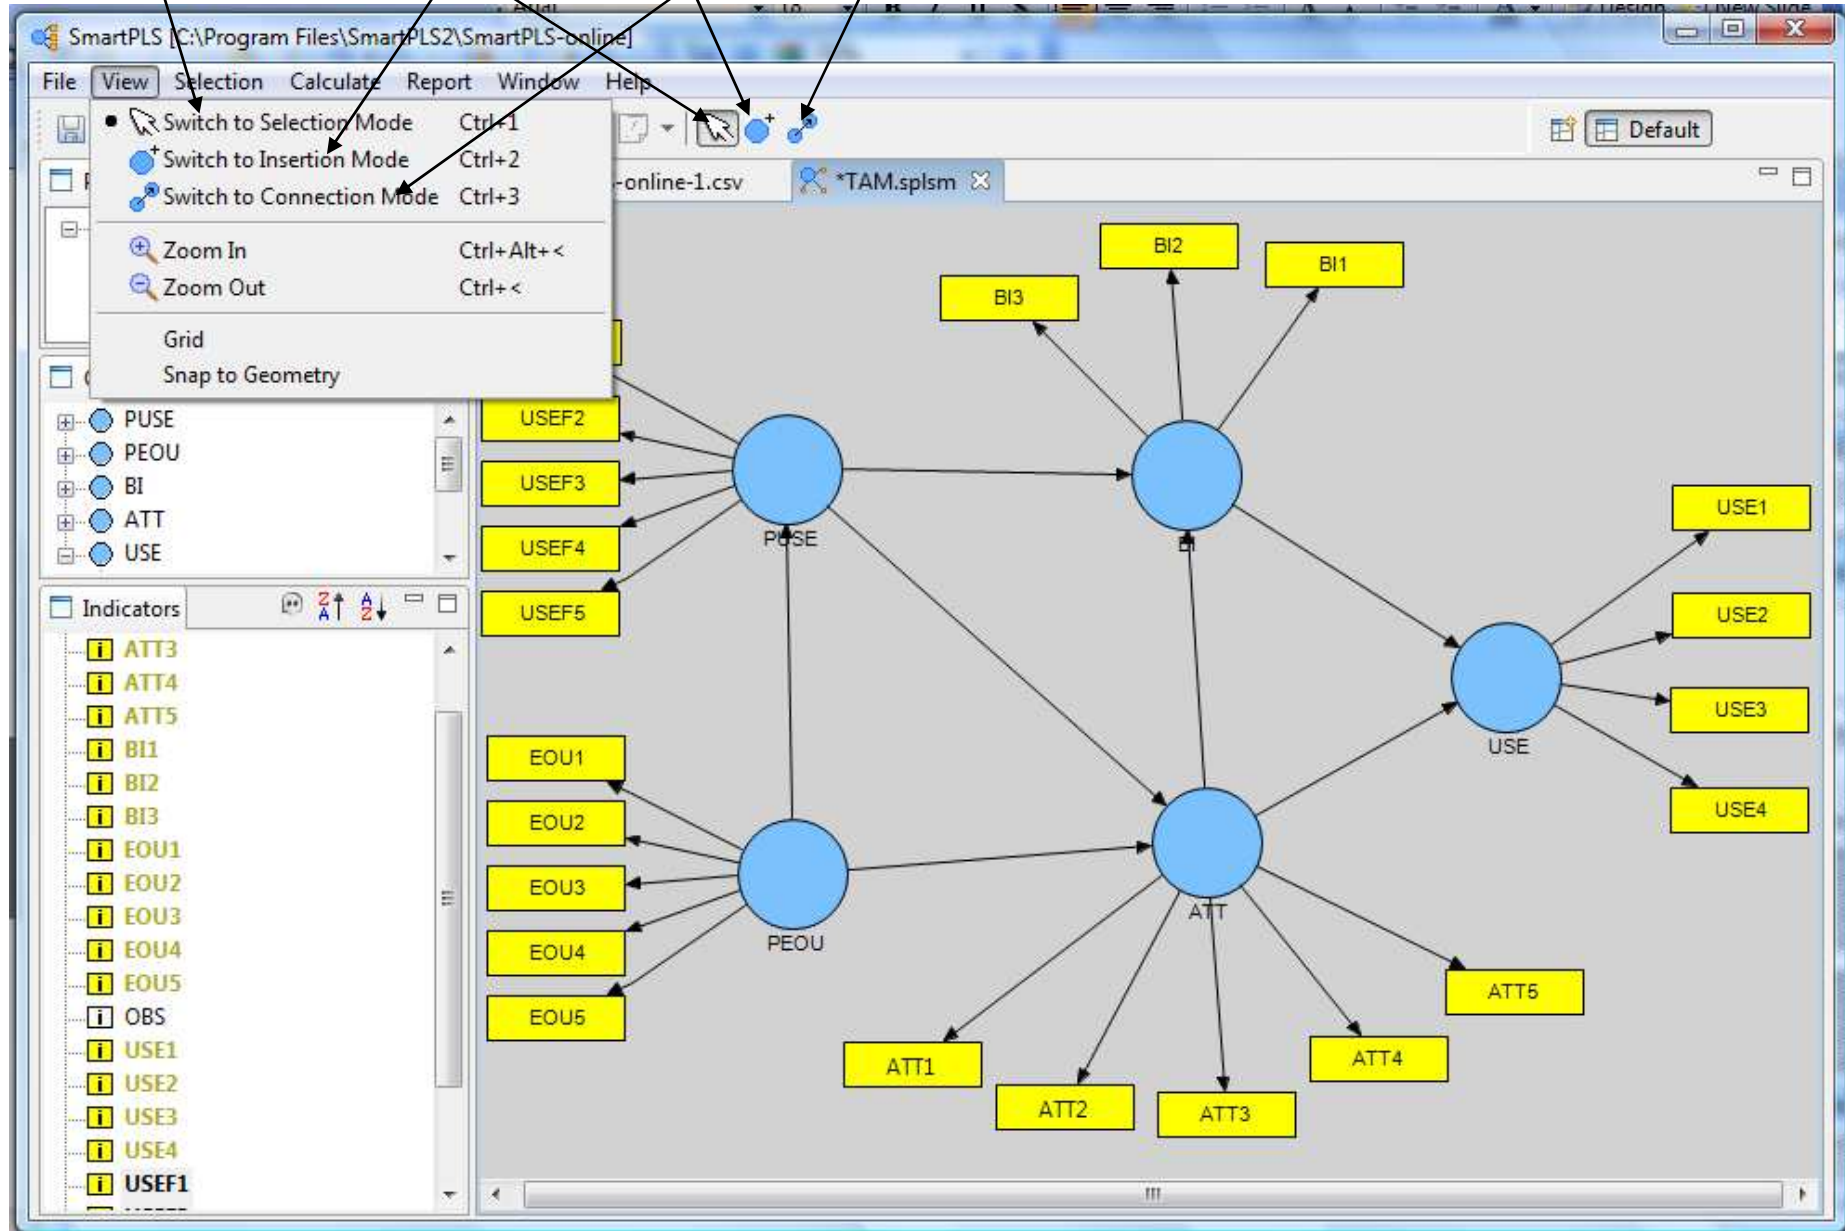 Design New Slide
SmartPLS [C:\Program Files\SmartPLS2\SmartPLS-online]
File View Selection Calculate Report Window Help
Switch to Selection Mode Ctrl+1
Switch to Insertion Mode Ctrl+2
Switch to Connection Mode Ctrl+3
Zoom In Ctrl+Alt+<
Zoom Out Ctrl+<
Grid
Snap to Geometry
Default
-online-1.csv *TAM.splsm
PUSE
PEOU
BI
ATT
USE
Indicators
ATT3
ATT4
ATT5
BI1
BI2
BI3
EOU1
EOU2
EOU3
EOU4
EOU5
OBS
USE1
USE2
USE3
USE4
USEF1
BI2
BI1
BI3
USEF2
USEF3
USEF4
USEF5
PUSE
BI
USE1
USE2
USE3
USE4
USE
EOU1
EOU2
EOU3
EOU4
EOU5
PEOU
ATT
ATT5
ATT4
ATT1
ATT2
ATT3